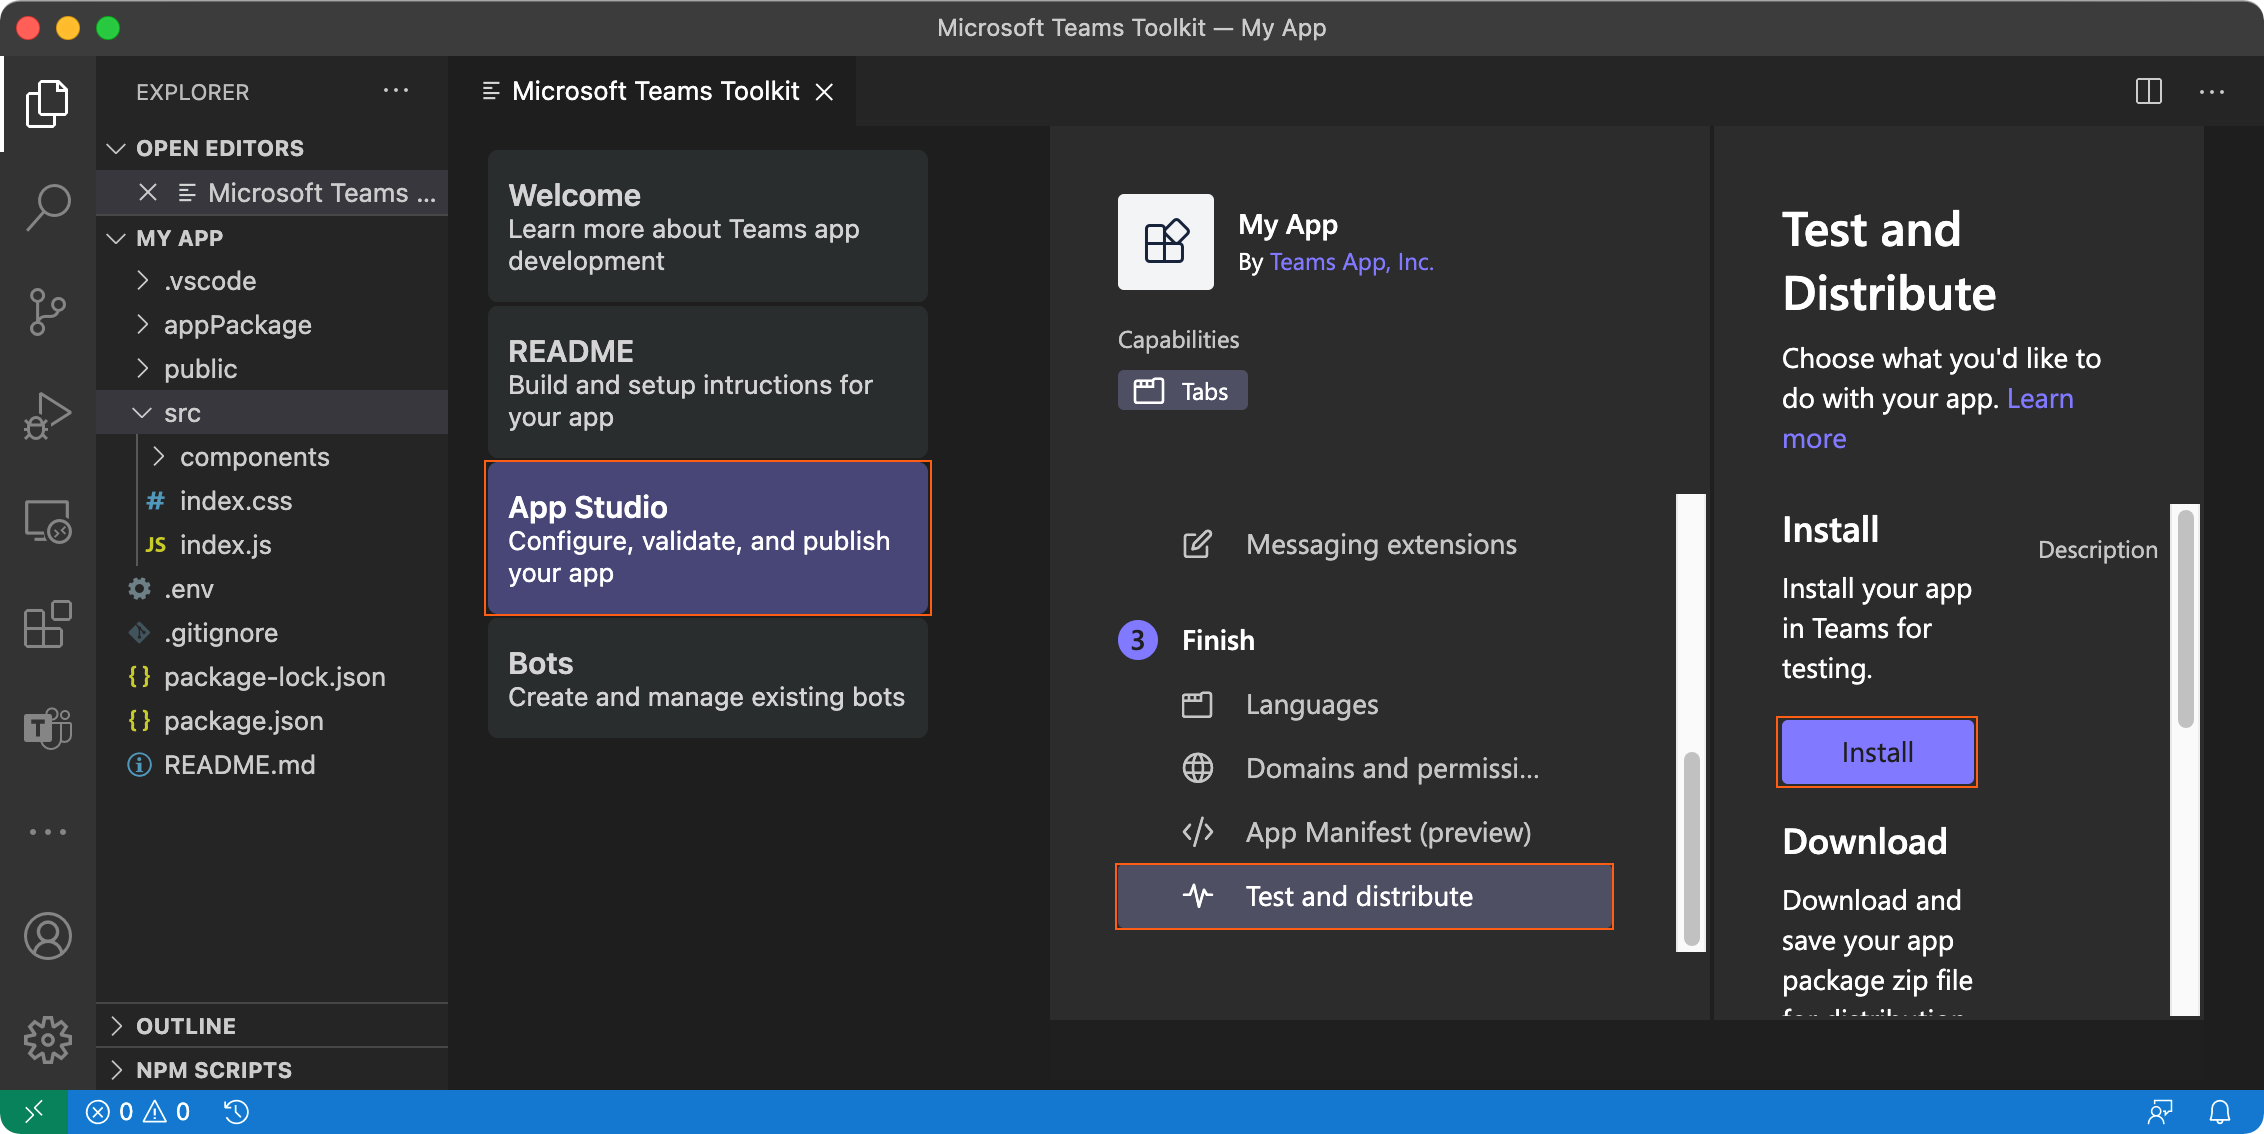 Microsoft Teams Toolkit — My App
EXPLORER
OPEN EDITORS
Microsoft Teams ...
MY APP
.vscode
appPackage
public
src
components
# index.css
JS index.js
.env
.gitignore
{} package-lock.json
{} package.json
README.md
OUTLINE
NPM SCRIPTS
Microsoft Teams Toolkit
Welcome
Learn more about Teams app
development
README
Build and setup intructions for
your app
App Studio
Configure, validate, and publish
your app
Bots
Create and manage existing bots
My App
By Teams App, Inc.
Capabilities
Tabs
Messaging extensions
3 Finish
Languages
Domains and permissi...
App Manifest (preview)
Test and distribute
Test and
Distribute
Choose what you'd like to
do with your app. Learn
more
Install
Description
Install your app
in Teams for
testing.
Install
Download
Download and
save your app
package zip file
for distribution
0 0